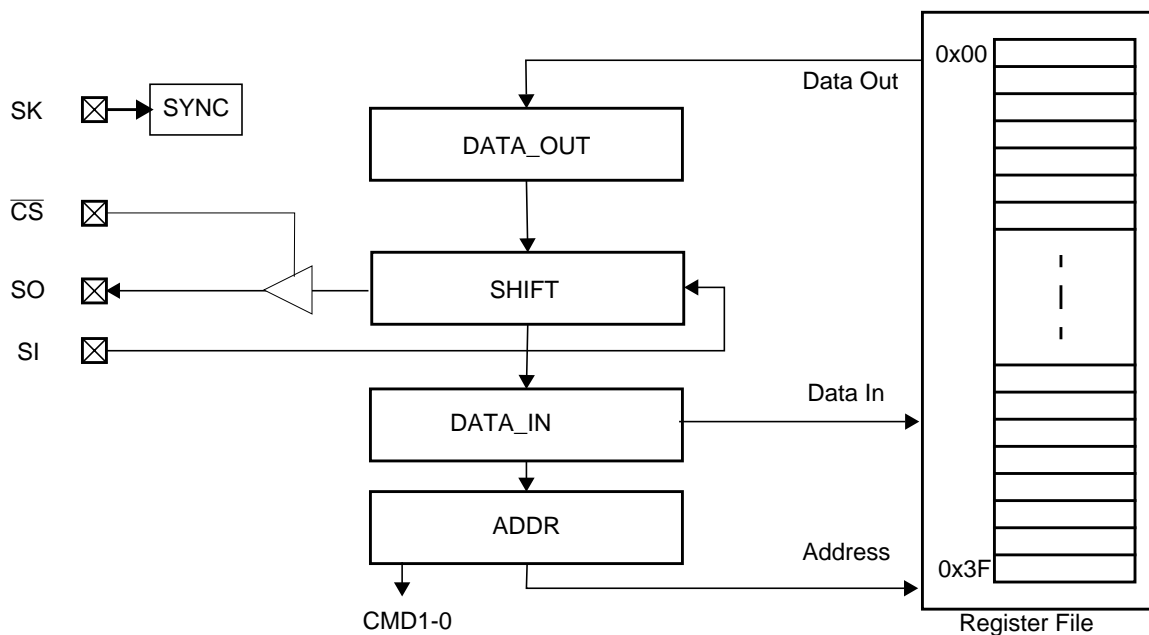 0x00
Data Out
SK
SYNC
DATA_OUT
CS
SO
SHIFT
SI
Data In
DATA_IN
ADDR
Address
0x3F
CMD1-0
Register File